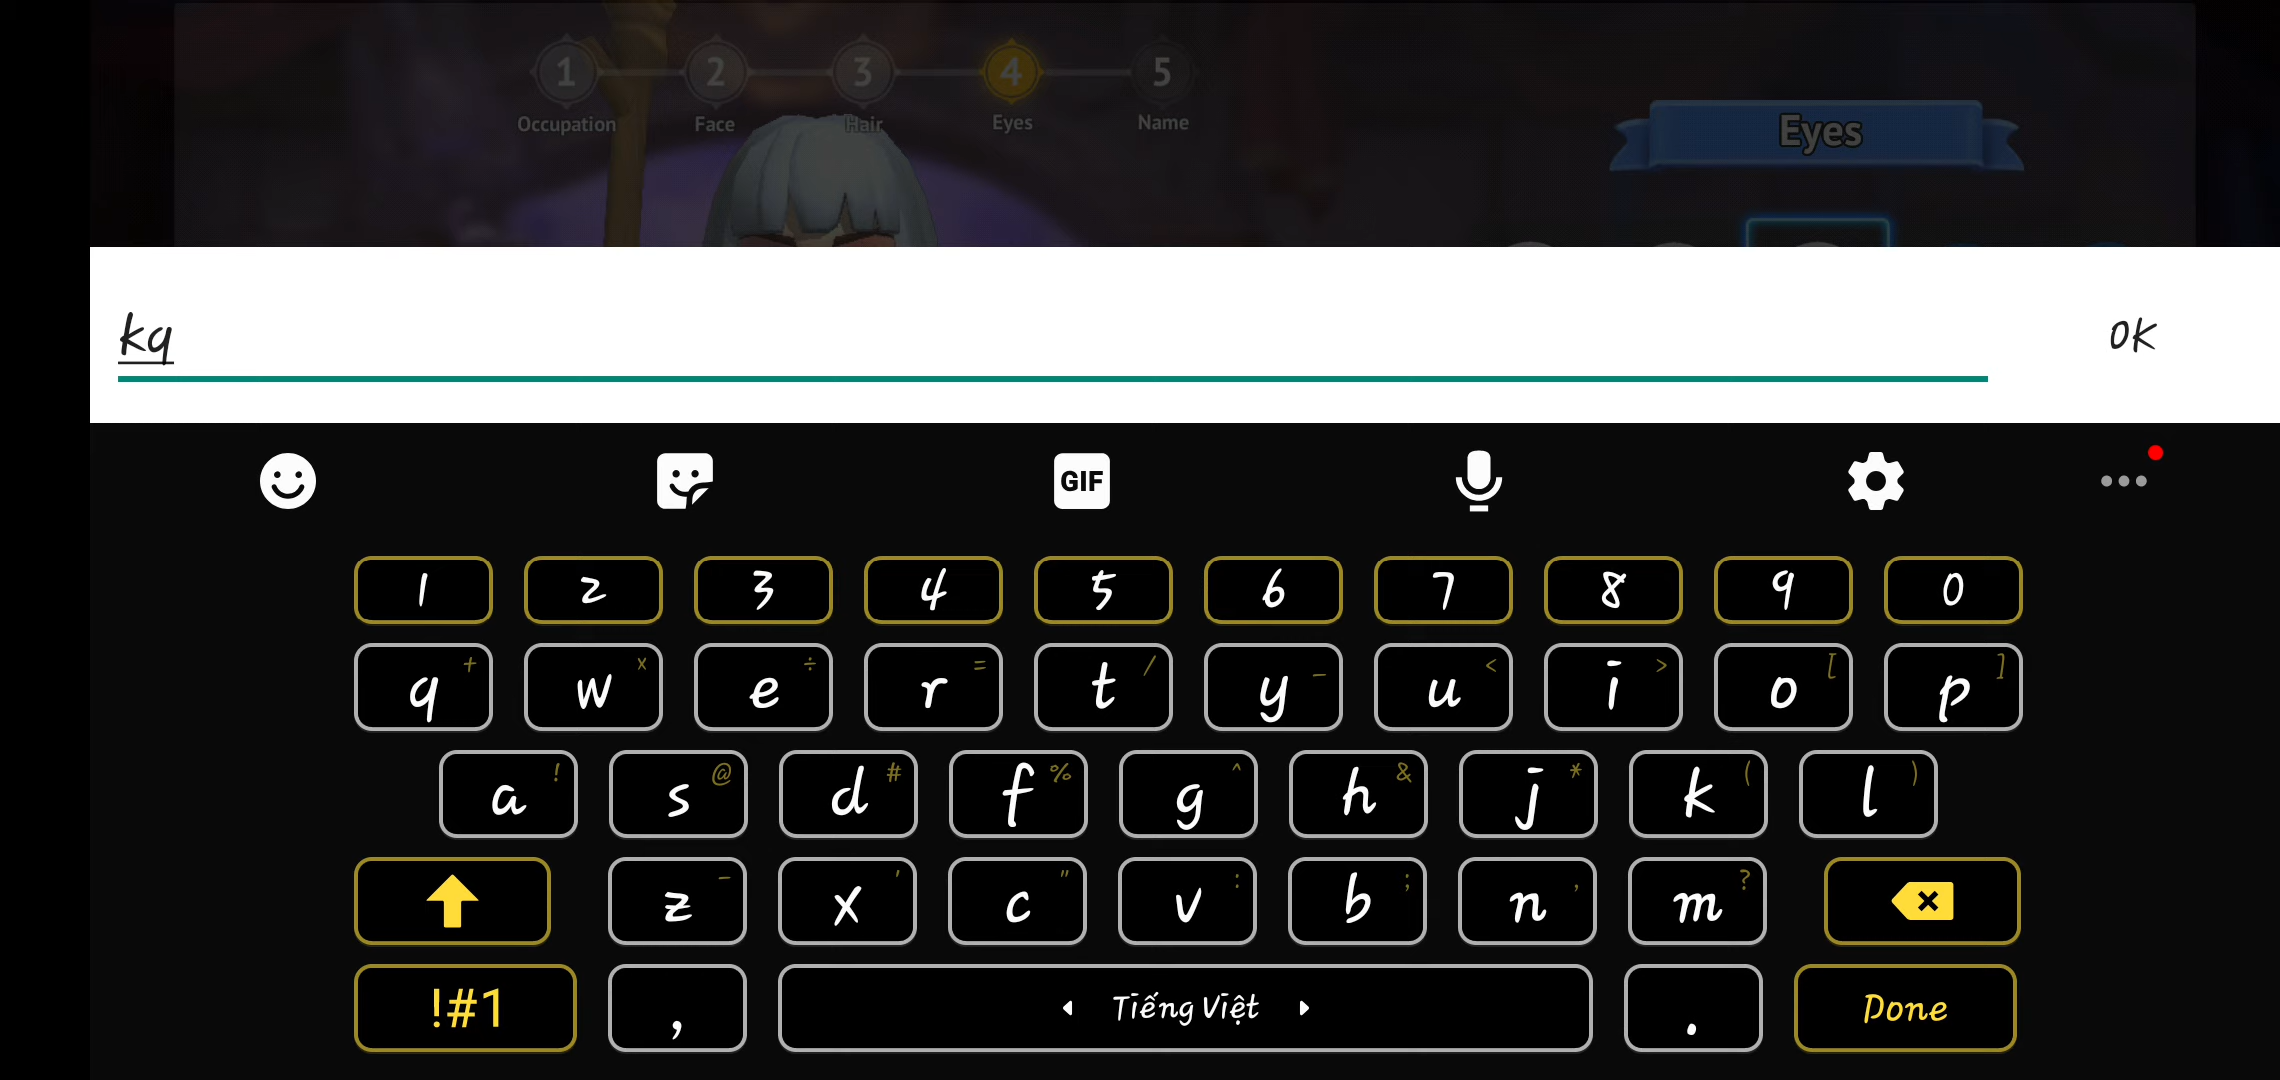 1 2 3 4 5
Occupation Face Hair Eyes Name
Eyes
kq
OK
GIF
1 2 3 4 5 6 7 8 9 0
q + w × e ÷ r = t / y - u < i > o [ p ]
a ! s @ d # f % g ^ h & j * k ( l )
z - x ' c " v : b ; n , m ?
!#1 , Tiếng Việt . Done